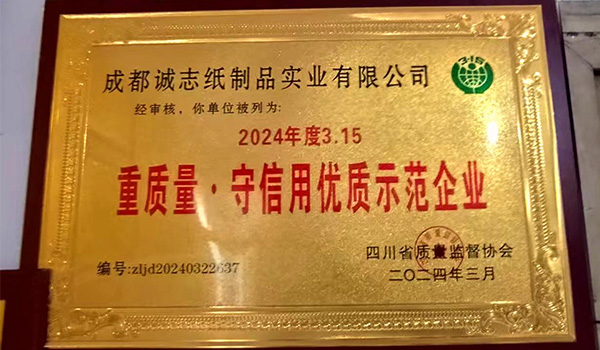 成都诚志纸制品实业有限公司
315
经审核，你单位被列为:
2024年度3.15
重质量·守信用优质示范企业
四川省质量监督协会
编号:zljd20240322637
二〇二四年三月